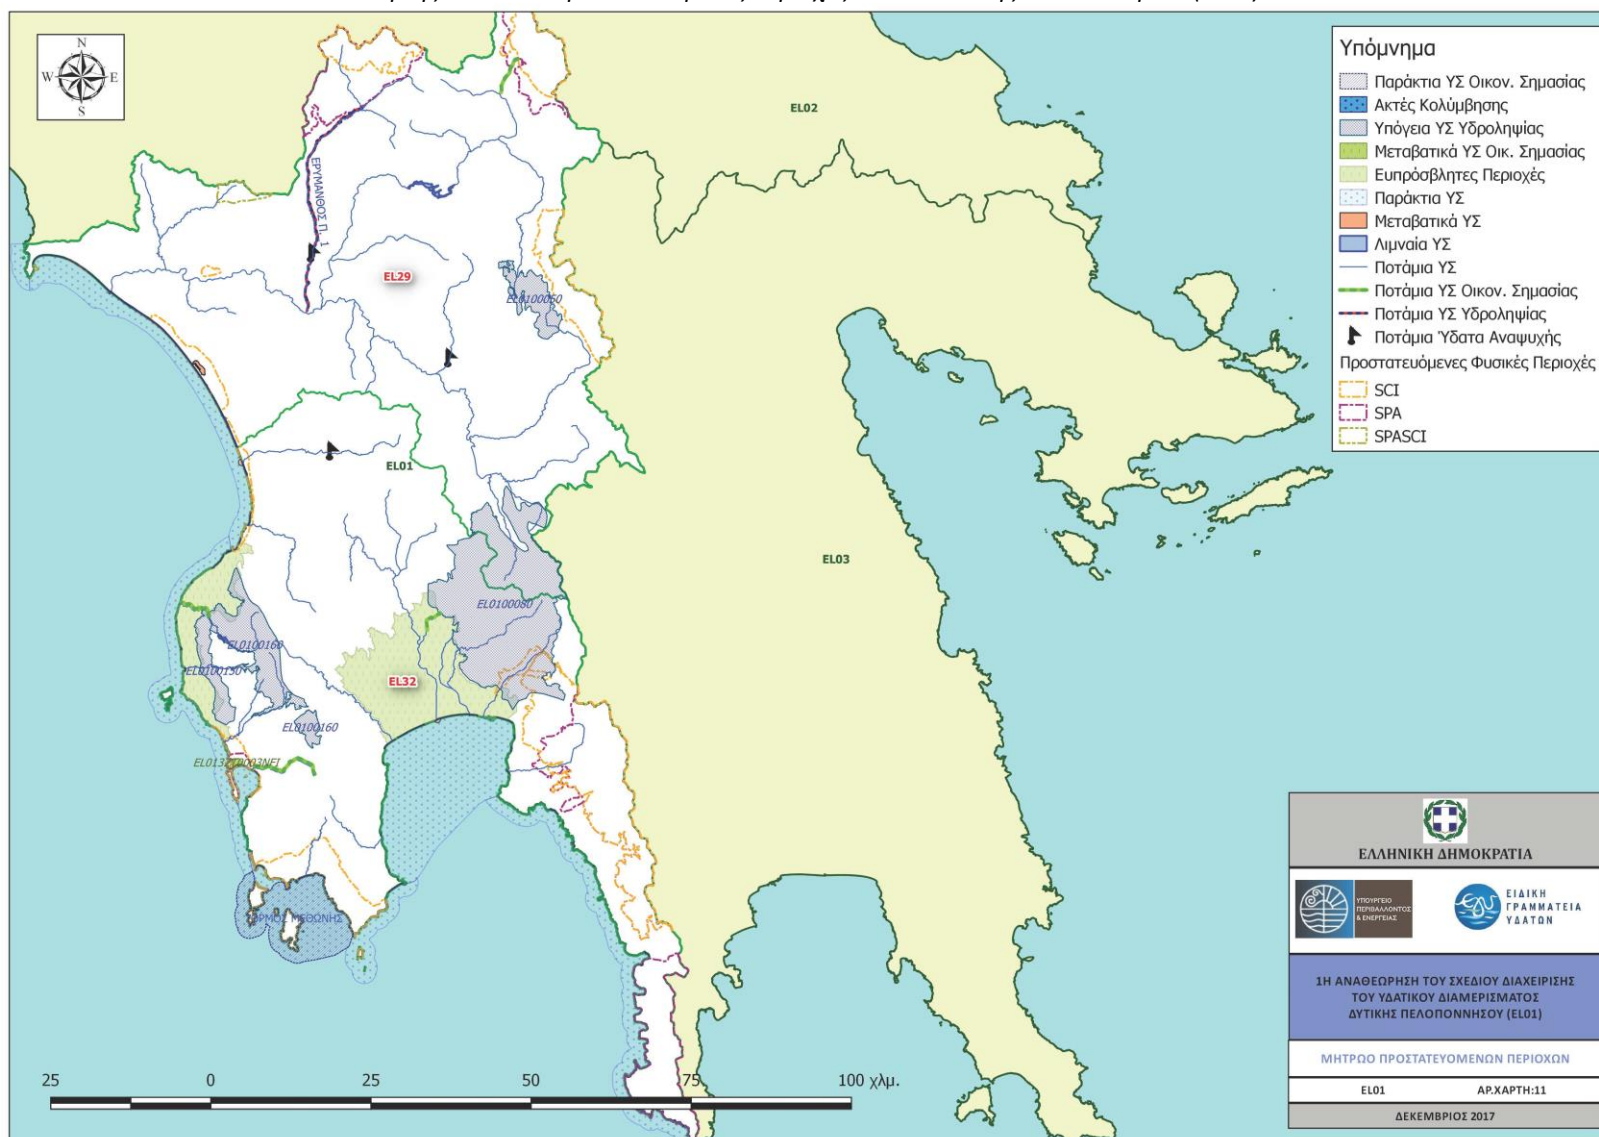 N
W E
S
EL02
ΕΡΥΜΑΝΘΟΣ Π. 1
EL29
EL0100050
EL01
EL03
EL0100080
EL0100160
EL0100150
EL32
EL0100160
ΟΡΜΟΣ ΜΕΘΩΝΗΣ
25 0 25 50 75 100 χλμ.
Υπόμνημα
Παράκτια ΥΣ Οικον. Σημασίας
Ακτές Κολύμβησης
Υπόγεια ΥΣ Υδροληψίας
Μεταβατικά ΥΣ Οικ. Σημασίας
Ευπρόσβλητες Περιοχές
Παράκτια ΥΣ
Μεταβατικά ΥΣ
Λιμναία ΥΣ
Ποτάμια ΥΣ
Ποτάμια ΥΣ Οικον. Σημασίας
Ποτάμια ΥΣ Υδροληψίας
Ποτάμια Ύδατα Αναψυχής
Προστατευόμενες Φυσικές Περιοχές
SCI
SPA
SPASCI
ΕΛΛΗΝΙΚΗ ΔΗΜΟΚΡΑΤΙΑ
ΥΠΟΥΡΓΕΙΟ
ΠΕΡΙΒΑΛΛΟΝΤΟΣ
& ΕΝΕΡΓΕΙΑΣ
ΕΙΔΙΚΗ
ΓΡΑΜΜΑΤΕΙΑ
ΥΔΑΤΩΝ
1Η ΑΝΑΘΕΩΡΗΣΗ ΤΟΥ ΣΧΕΔΙΟΥ ΔΙΑΧΕΙΡΙΣΗΣ
ΤΟΥ ΥΔΑΤΙΚΟΥ ΔΙΑΜΕΡΙΣΜΑΤΟΣ
ΔΥΤΙΚΗΣ ΠΕΛΟΠΟΝΝΗΣΟΥ (EL01)
ΜΗΤΡΩΟ ΠΡΟΣΤΑΤΕΥΟΜΕΝΩΝ ΠΕΡΙΟΧΩΝ
EL01 ΑΡ.ΧΑΡΤΗ:11
ΔΕΚΕΜΒΡΙΟΣ 2017